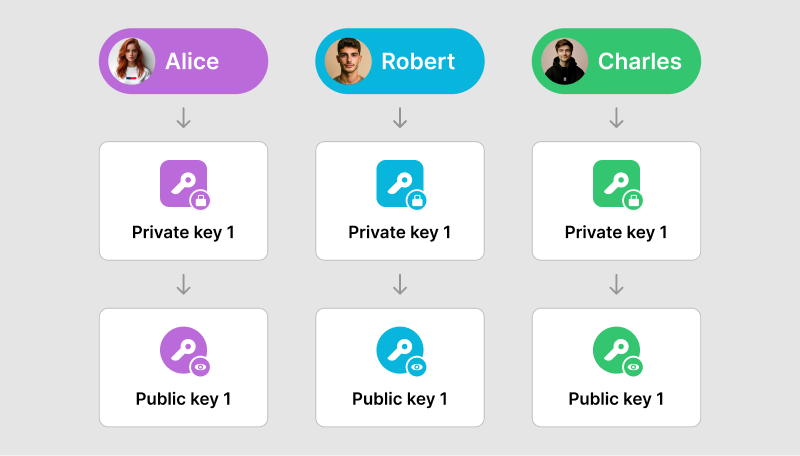 Alice
Robert
Charles
Private key 1
Private key 1
Private key 1
Public key 1
Public key 1
Public key 1